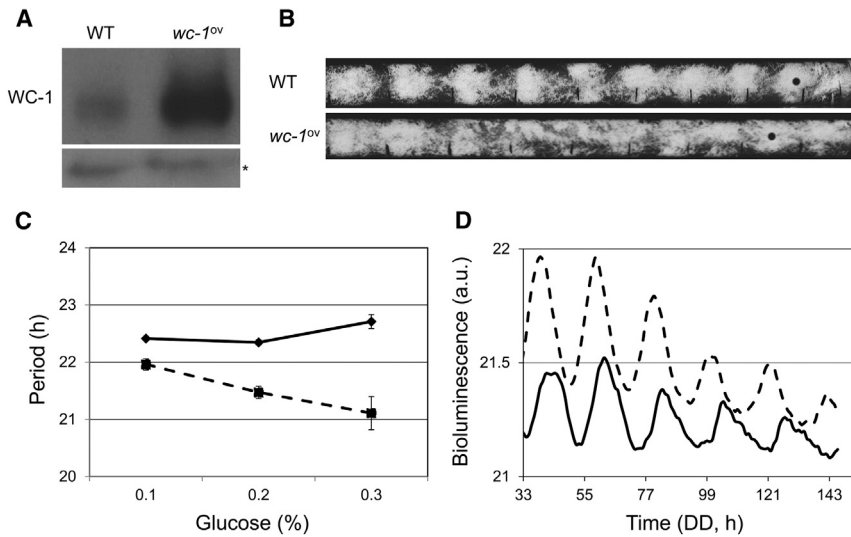 A
WT wc-1ov
WC-1
*
B
WT
wc-1ov
C
24
23
22
21
20
Period (h)
0.1 0.2 0.3
Glucose (%)
D
22
21.5
21
Bioluminescence (a.u.)
33 55 77 99 121 143
Time (DD, h)